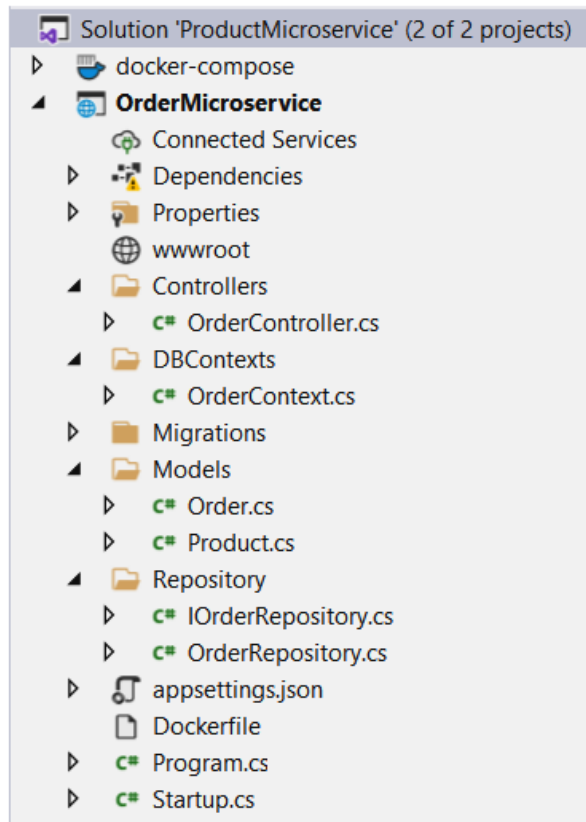 Solution 'ProductMicroservice' (2 of 2 projects)
docker-compose
OrderMicroservice
Connected Services
Dependencies
Properties
wwwroot
Controllers
C# OrderController.cs
DBContexts
C# OrderContext.cs
Migrations
Models
C# Order.cs
C# Product.cs
Repository
C# IOrderRepository.cs
C# OrderRepository.cs
appsettings.json
Dockerfile
C# Program.cs
C# Startup.cs